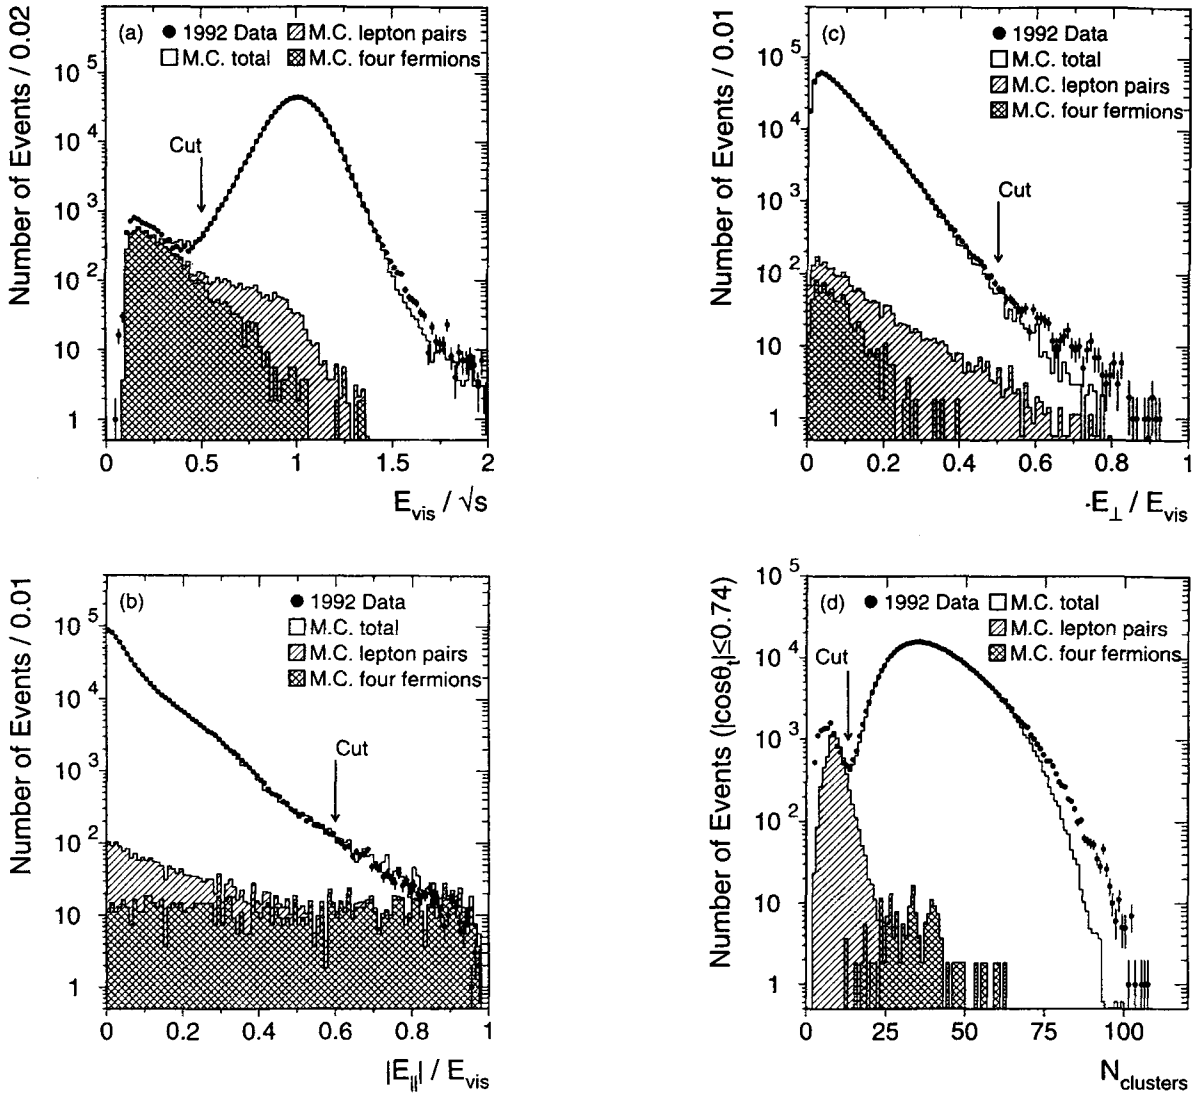 (a) ● 1992 Data M.C. lepton pairs
M.C. total M.C. four fermions
Cut
Number of Events / 0.02
10^5
10^4
10^3
10^2
10
1
0 0.5 1 1.5 2
E_vis / √s
(c) ● 1992 Data
M.C. total
M.C. lepton pairs
M.C. four fermions
Cut
Number of Events / 0.01
10^5
10^4
10^3
10^2
10
1
0 0.2 0.4 0.6 0.8 1
E_⊥ / E_vis
(b) ● 1992 Data
M.C. total
M.C. lepton pairs
M.C. four fermions
Cut
Number of Events / 0.01
10^5
10^4
10^3
10^2
10
1
0 0.2 0.4 0.6 0.8 1
|E_||| / E_vis
(d) ● 1992 Data M.C. total
M.C. lepton pairs
M.C. four fermions
Cut
Number of Events (|cosθ_t|≤0.74)
10^5
10^4
10^3
10^2
10
1
0 25 50 75 100
N_clusters